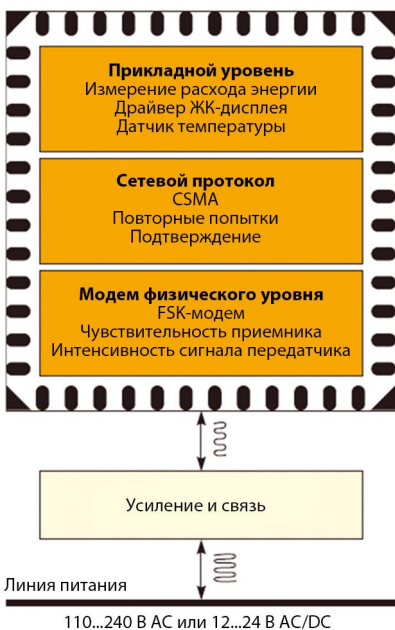 Прикладной уровень
Измерение расхода энергии
Драйвер ЖК-дисплея
Датчик температуры
Сетевой протокол
CSMA
Повторные попытки
Подтверждение
Модем физического уровня
FSK-модем
Чувствительность приемника
Интенсивность сигнала передатчика
Усиление и связь
Линия питания
110...240 В AC или 12...24 В AC/DC